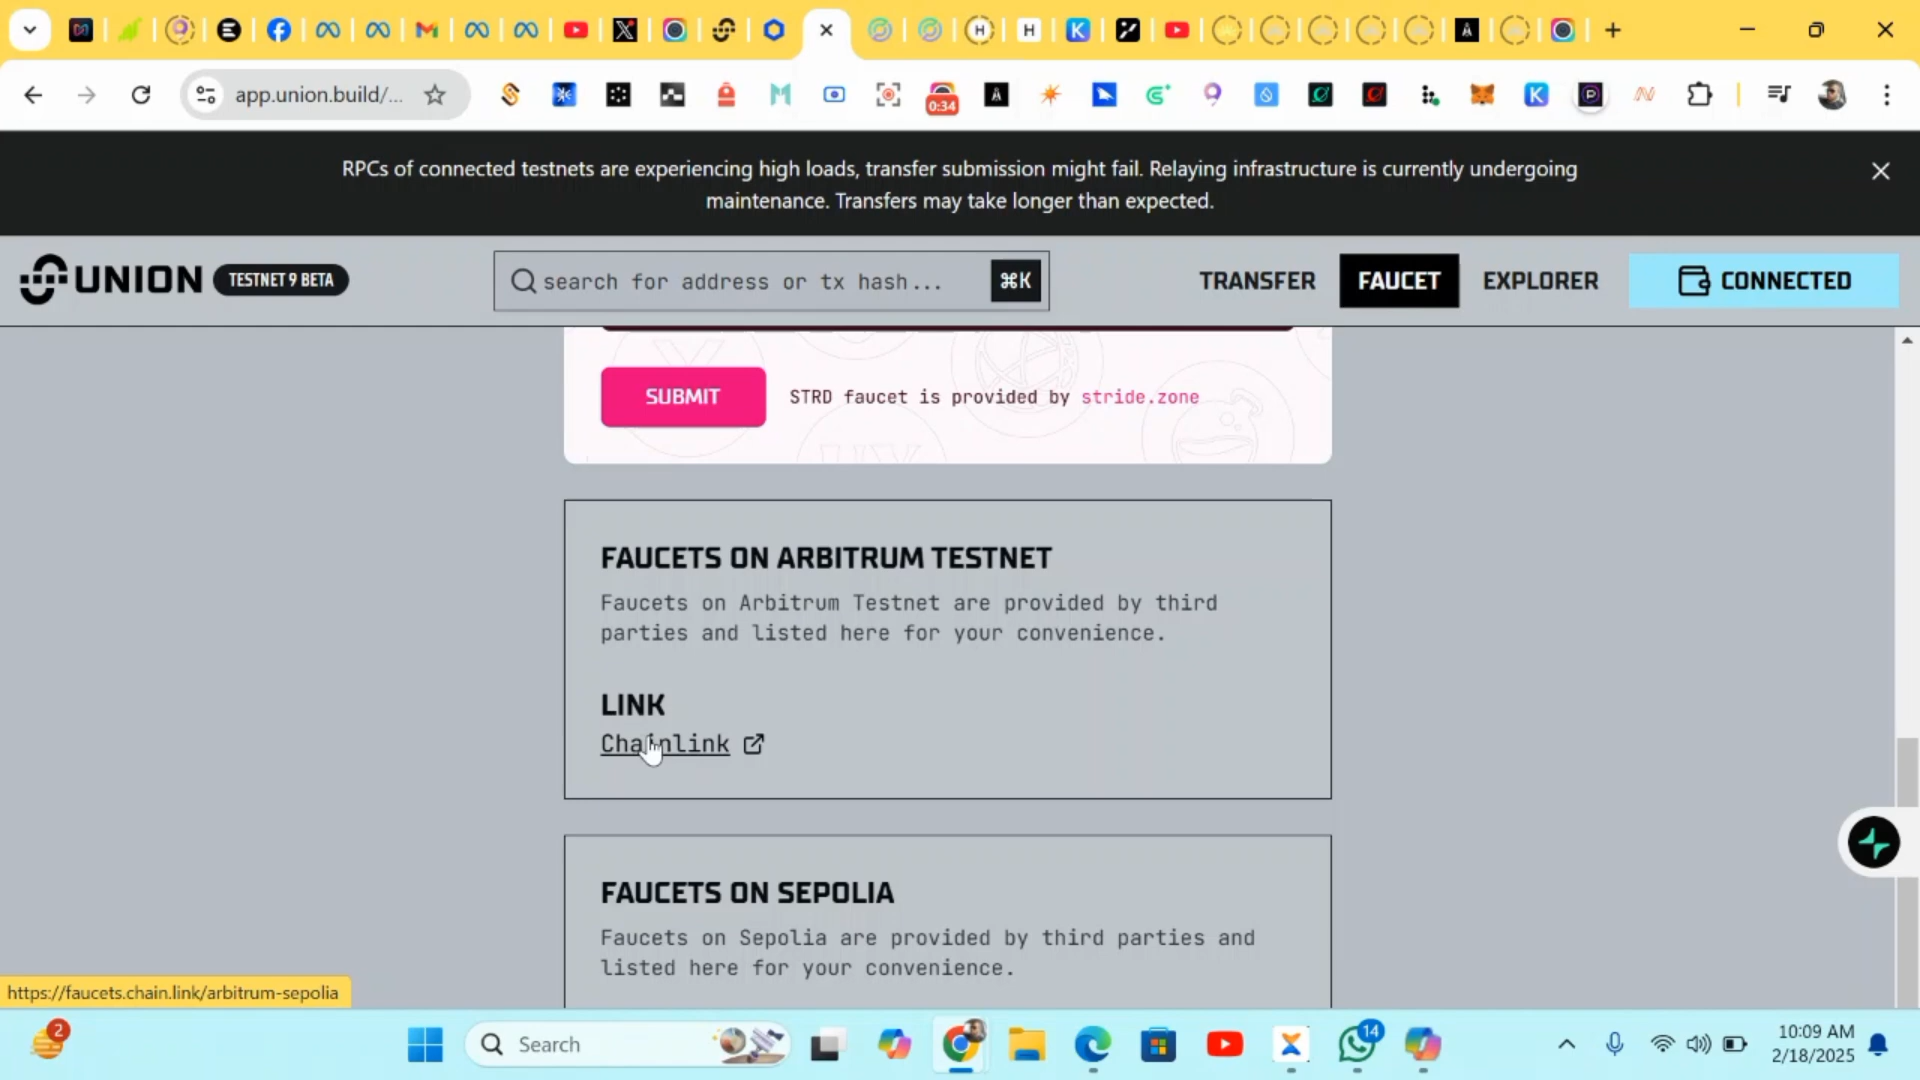 0:34
app.union.build/...
RPCs of connected testnets are experiencing high loads, transfer submission might fail. Relaying infrastructure is currently undergoing
maintenance. Transfers may take longer than expected.
UNION
TESTNET 9 BETA
search for address or tx hash...
⌘K
TRANSFER
FAUCET
EXPLORER
CONNECTED
SUBMIT
STRD faucet is provided by stride.zone
FAUCETS ON ARBITRUM TESTNET
Faucets on Arbitrum Testnet are provided by third
parties and listed here for your convenience.
LINK
Chainlink
FAUCETS ON SEPOLIA
Faucets on Sepolia are provided by third parties and
listed here for your convenience.
https://faucets.chain.link/arbitrum-sepolia
2
Search
14
10:09 AM
2/18/2025